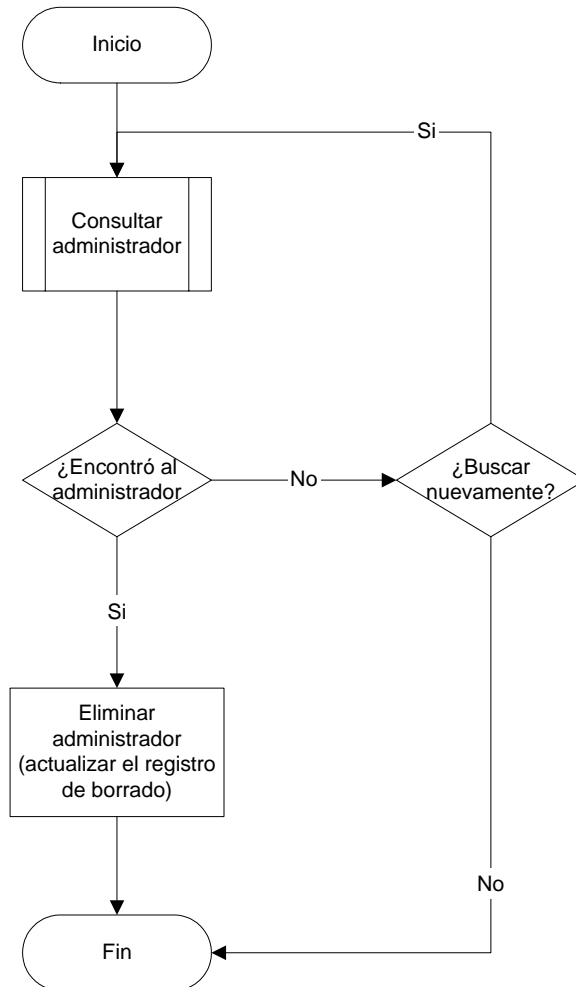 Inicio
Si
Consultar
administrador
¿Encontró al
administrador
No
¿Buscar
nuevamente?
Si
Eliminar
administrador
(actualizar el registro
de borrado)
No
Fin